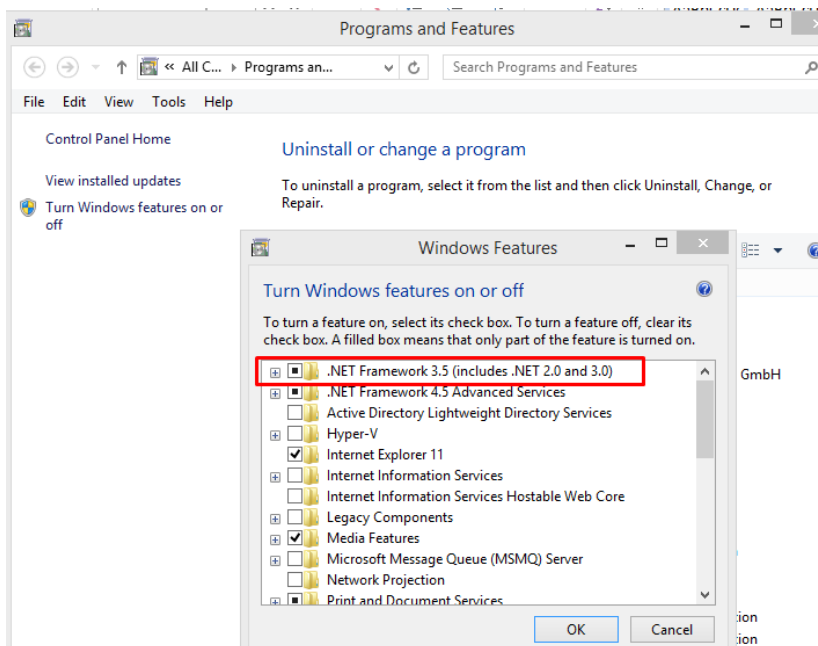 Programs and Features
« All C... Programs an...
Search Programs and Features
File Edit View Tools Help
Control Panel Home
View installed updates
Turn Windows features on or
off
Uninstall or change a program
To uninstall a program, select it from the list and then click Uninstall, Change, or
Repair.
Windows Features
Turn Windows features on or off
To turn a feature on, select its check box. To turn a feature off, clear its
check box. A filled box means that only part of the feature is turned on.
.NET Framework 3.5 (includes .NET 2.0 and 3.0)
.NET Framework 4.5 Advanced Services
Active Directory Lightweight Directory Services
Hyper-V
Internet Explorer 11
Internet Information Services
Internet Information Services Hostable Web Core
Legacy Components
Media Features
Microsoft Message Queue (MSMQ) Server
Network Projection
Print and Document Services
OK Cancel
GmbH
tion
tion